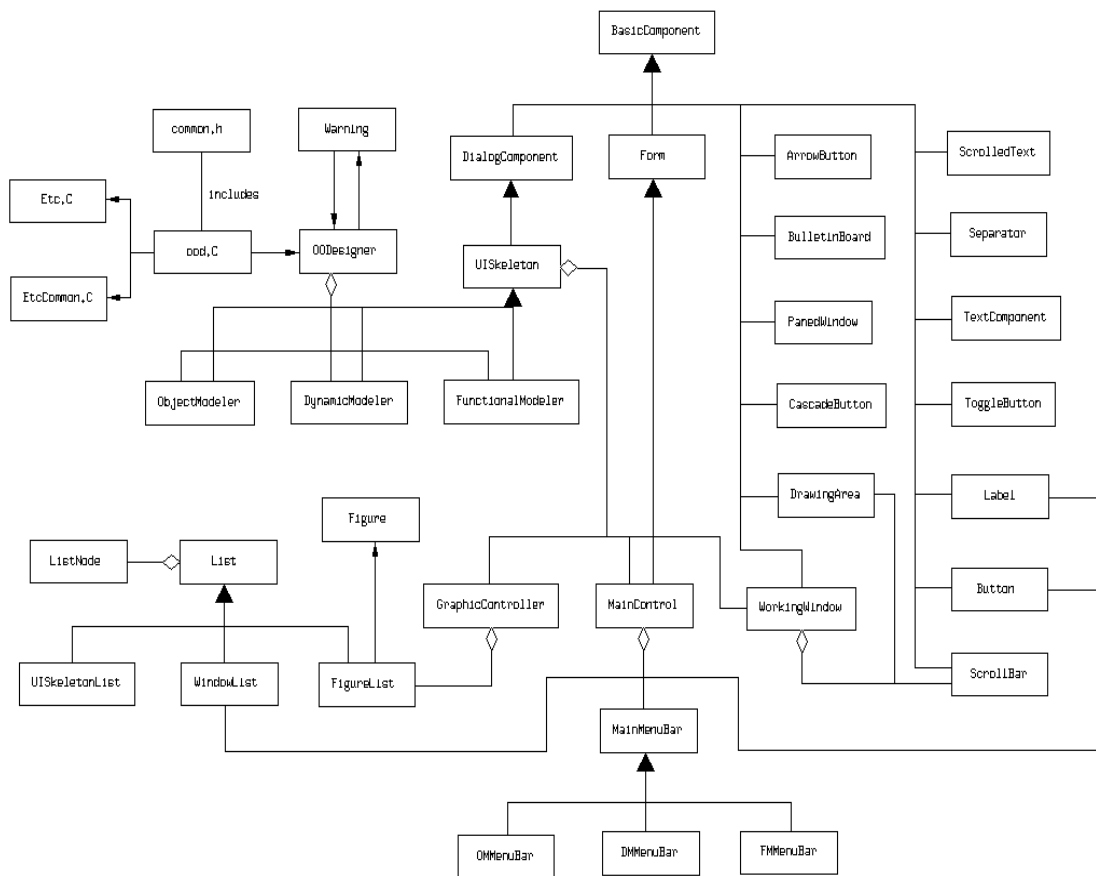 BasicComponent
common.h
Warning
DialogComponent
Form
ArrowButton
ScrolledText
Etc.C
includes
ood.C
OODesigner
UISkeleton
BulletinBoard
Separator
EtcCommon.C
PanedWindow
TextComponent
ObjectModeler
DynamicModeler
FunctionalModeler
CascadeButton
ToggleButton
DrawingArea
Label
Figure
ListNode
List
GraphicController
MainControl
WorkingWindow
Button
UISkeletonList
WindowList
FigureList
ScrollBar
MainMenuBar
OMMenuBar
DMMenuBar
FMMenuBar